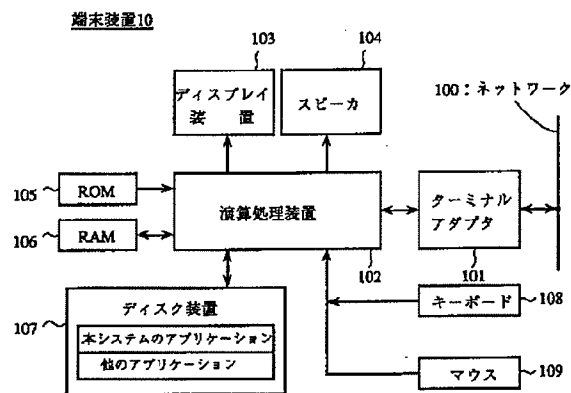 端末装置10
103
104
ディスプレイ
装置
スピーカ
100:ネットワーク
105
ROM
106
RAM
演算処理装置
102
ターミナル
アダプタ
101
ディスク装置
107
本システムのアプリケーション
他のアプリケーション
キーボード
108
マウス
109